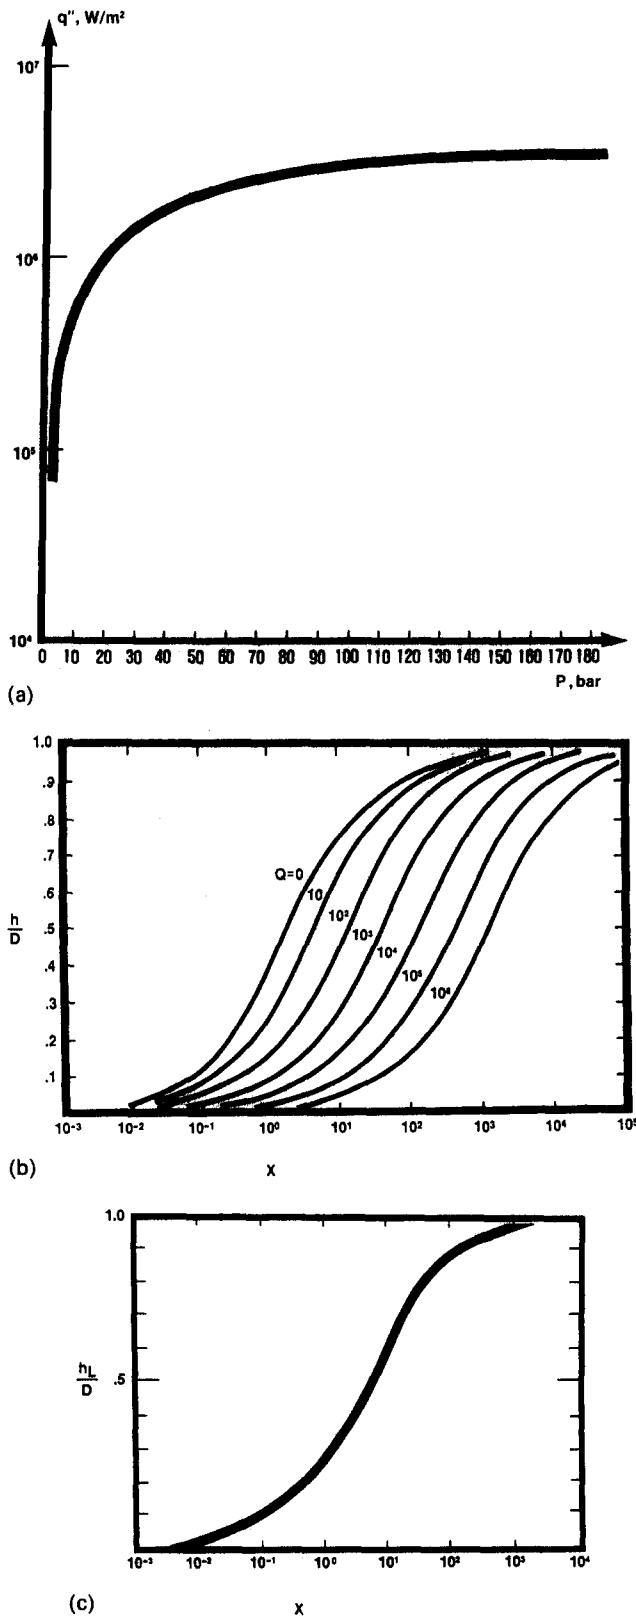 q", W/m²
10⁷
10⁶
10⁵
10⁴
0 10 20 30 40 50 60 70 80 90 100 110 120 130 140 150 160 170 180
P, bar
(a)
1.0
.9
.8
.7
.6
.5
.4
.3
.2
.1
h
D
Q=0
10
10²
10³
10⁴
10⁵
10⁶
10⁻³ 10⁻² 10⁻¹ 10⁰ 10¹ 10² 10³ 10⁴ 10⁵
(b)
X
1.0
.5
hL
D
10⁻³ 10⁻² 10⁻¹ 10⁰ 10¹ 10² 10³ 10⁴
(c)
X